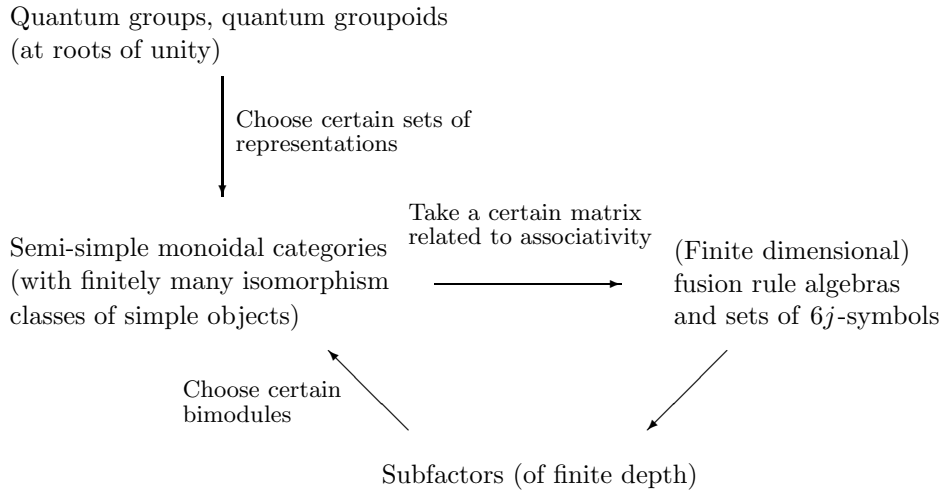 Quantum groups, quantum groupoids
(at roots of unity)
Choose certain sets of
representations
Take a certain matrix
related to associativity
Semi-simple monoidal categories
(with finitely many isomorphism
classes of simple objects)
(Finite dimensional)
fusion rule algebras
and sets of 6j-symbols
Choose certain
bimodules
Subfactors (of finite depth)